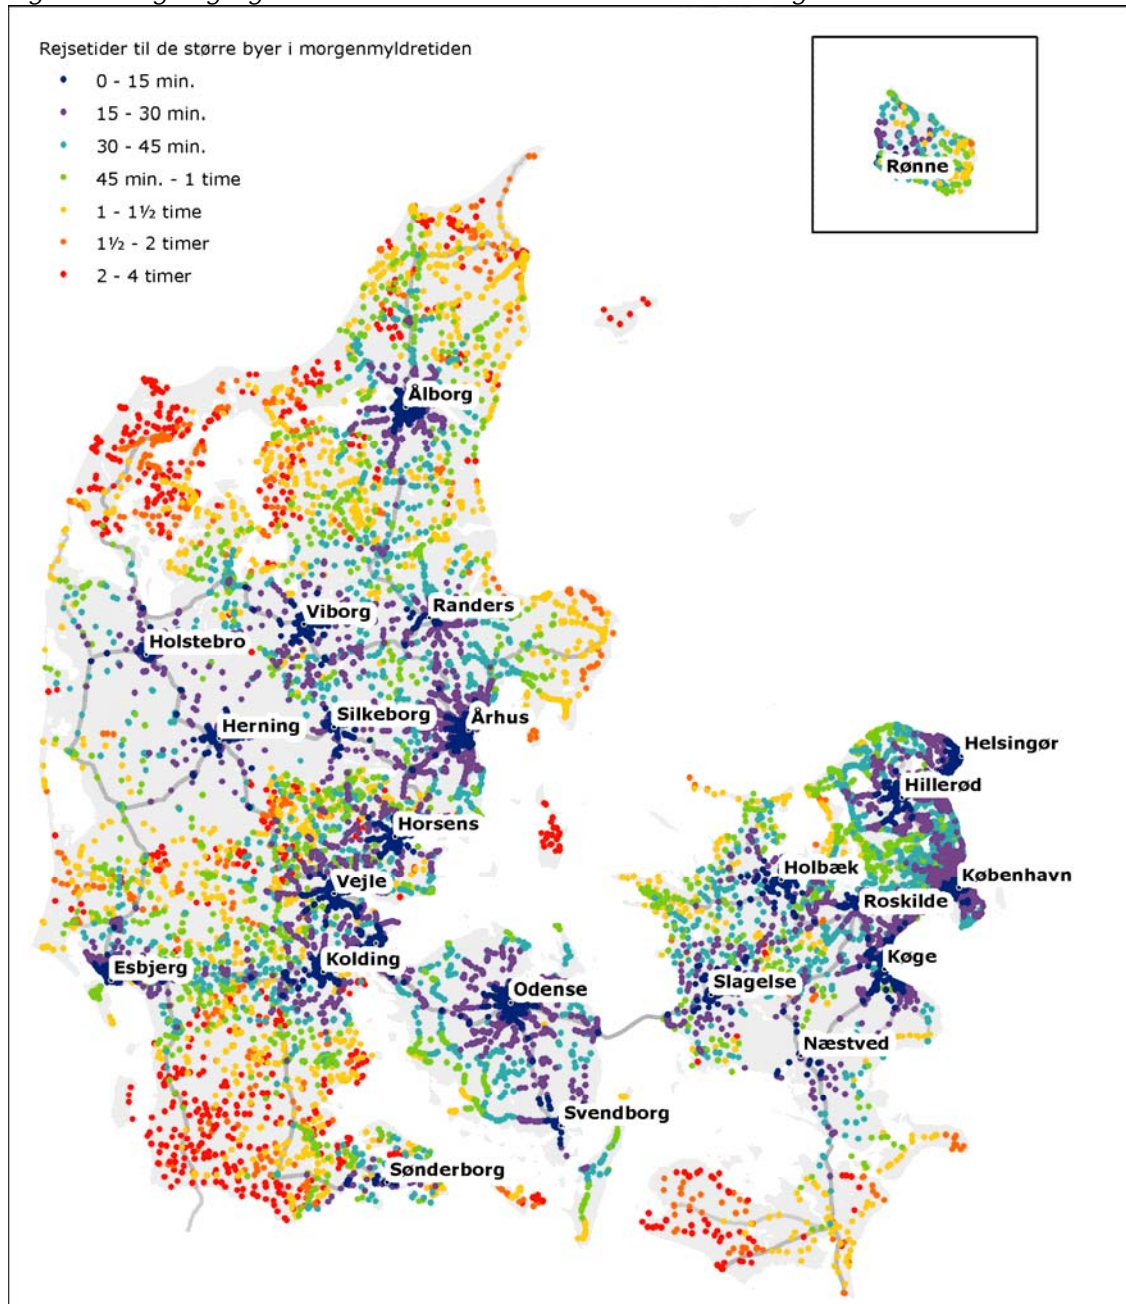 Rejsetider til de større byer i morgenmyldretiden
0 - 15 min.
15 - 30 min.
30 - 45 min.
45 min. - 1 time
1 - 1½ time
1½ - 2 timer
2 - 4 timer
Rønne
Ålborg
Viborg
Randers
Holstebro
Herning
Silkeborg
Århus
Helsingør
Hillerød
Horsens
Holbæk
København
Vejle
Roskilde
Esbjerg
Kolding
Køge
Odense
Slagelse
Næstved
Svendborg
Sønderborg